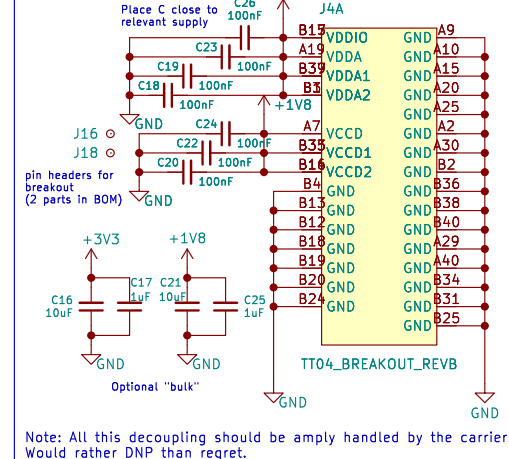 Place C close to
relevant supply
C26
100nF
J4A
VDDIO
GND
A9
C23
100nF
A19
VDDA
GND
A10
C19
100nF
B39
VDDA1
GND
A15
C18
100nF
VDDA2
GND
A20
+1V8
GND
A25
GND
J16
C24
100nF
A7
VCCD
GND
A2
J18
C22
100nF
B35
VCCD1
GND
A30
C20
100nF
B16
VCCD2
GND
B2
pin headers for
breakout
(2 parts in BOM)
GND
B4
GND
GND
B36
B13
GND
GND
B38
B12
GND
GND
B40
B18
GND
GND
A29
B19
GND
GND
A40
B20
GND
GND
B34
B24
GND
GND
B31
GND
B25
+3V3
+1V8
C16
10uF
C17
1uF
C21
10uF
C25
1uF
GND
GND
Optional "bulk"
TT04_BREAKOUT_REVB
GND
GND
Note: All this decoupling should be amply handled by the carrier
Would rather DNP than regret.